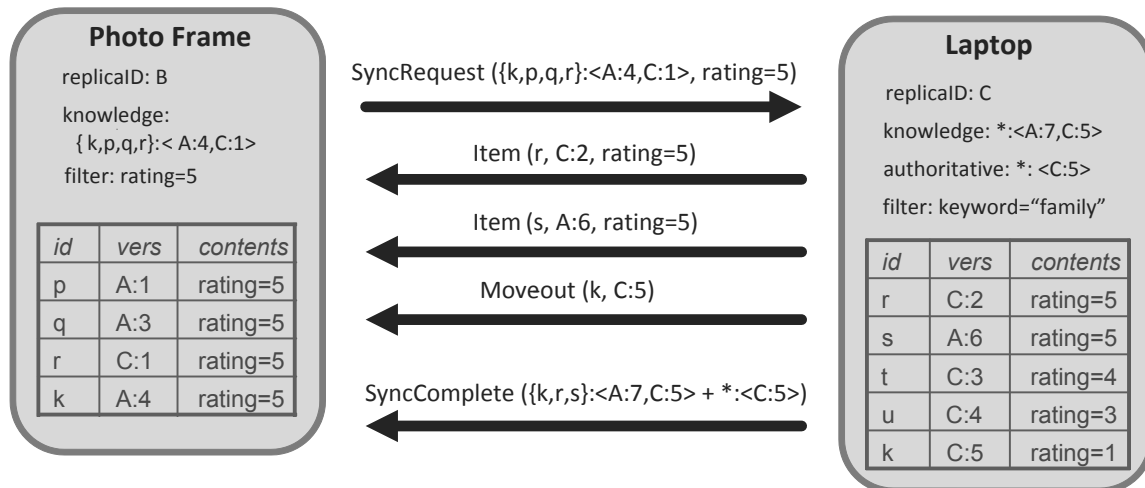 Photo Frame
replicaID: B
knowledge:
{ k,p,q,r}:< A:4,C:1>
filter: rating=5
id vers contents
p A:1 rating=5
q A:3 rating=5
r C:1 rating=5
k A:4 rating=5
SyncRequest ({k,p,q,r}:<A:4,C:1>, rating=5)
Item (r, C:2, rating=5)
Item (s, A:6, rating=5)
Moveout (k, C:5)
SyncComplete ({k,r,s}:<A:7,C:5> + *:<C:5>)
Laptop
replicaID: C
knowledge: *:<A:7,C:5>
authoritative: *: <C:5>
filter: keyword="family"
id vers contents
r C:2 rating=5
s A:6 rating=5
t C:3 rating=4
u C:4 rating=3
k C:5 rating=1